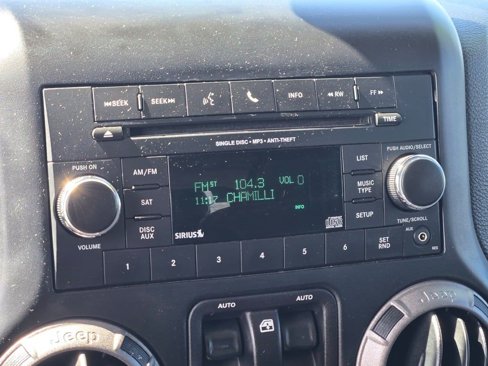 ⏮SEEK SEEK⏭ INFO ◀◀ RW FF ▶▶
TIME
SINGLE DISC • MP3 • ANTI-THEFT
PUSH ON
PUSH AUDIO/SELECT
AM/FM
SAT
DISC AUX
FM ST 104.3 VOL 0
CHAMILLI
INFO
SIRIUS
LIST
MUSIC TYPE
SETUP
VOLUME
TUNE/SCROLL
AUX
1 2 3 4 5 6
SET RND
AUTO AUTO
Jeep Jeep